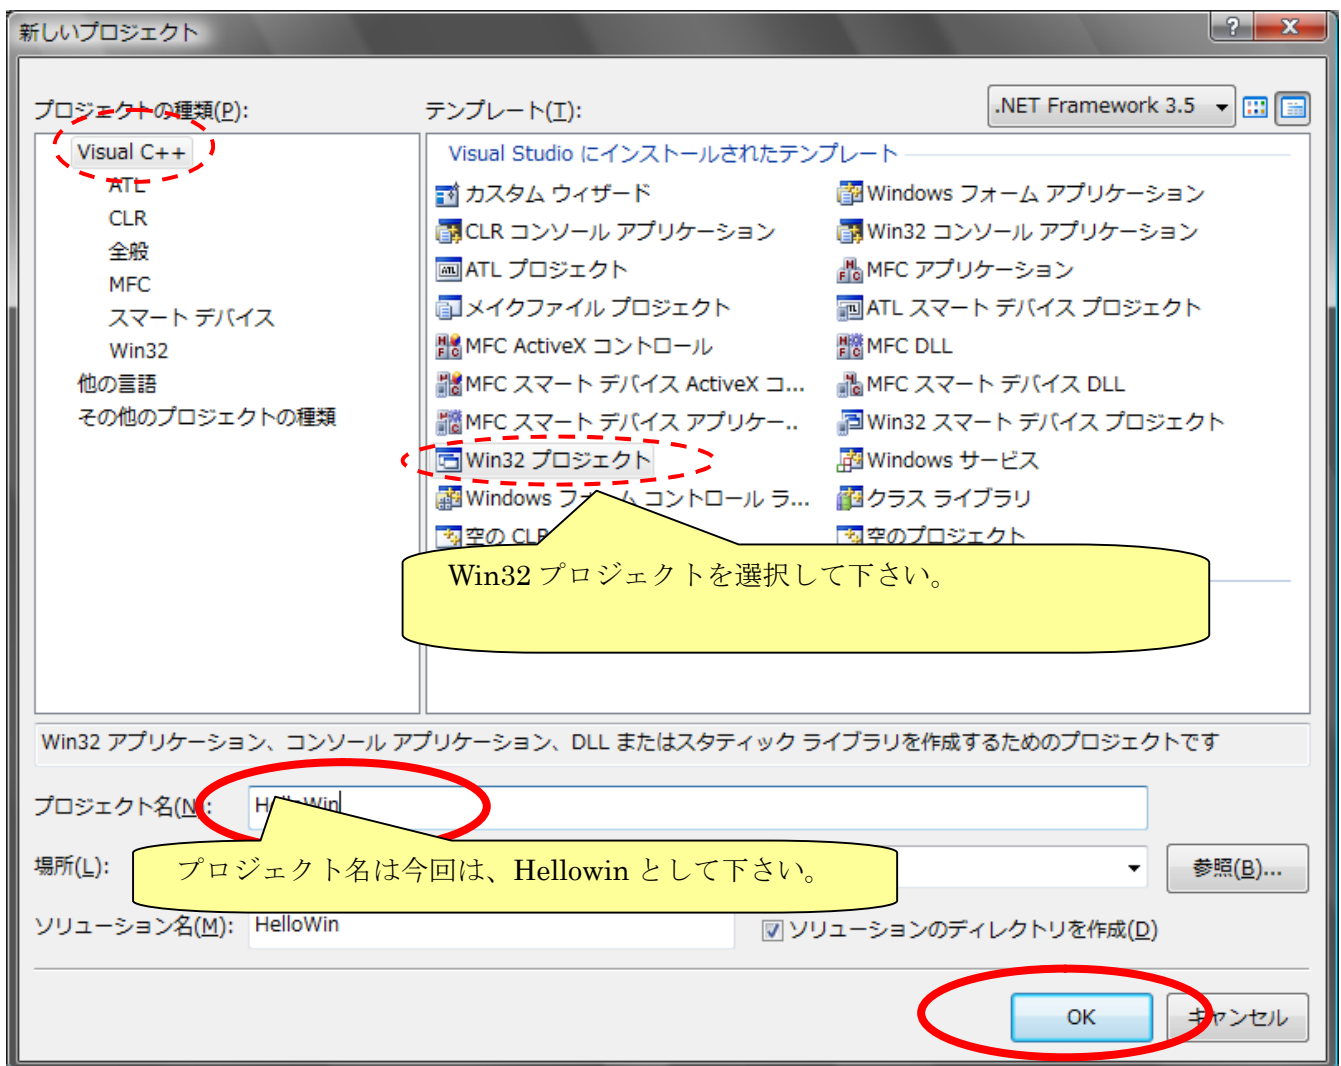 新しいプロジェクト
プロジェクトの種類(P):
テンプレート(T):
.NET Framework 3.5
Visual C++
ATL
CLR
全般
MFC
スマート デバイス
Win32
他の言語
その他のプロジェクトの種類
Visual Studio にインストールされたテンプレート
カスタム ウィザード
Windows フォーム アプリケーション
CLR コンソール アプリケーション
Win32 コンソール アプリケーション
ATL プロジェクト
MFC アプリケーション
メイクファイル プロジェクト
ATL スマート デバイス プロジェクト
MFC ActiveX コントロール
MFC DLL
MFC スマート デバイス ActiveX コ...
MFC スマート デバイス DLL
MFC スマート デバイス アプリケー..
Win32 スマート デバイス プロジェクト
Win32 プロジェクト
Windows サービス
Windows フォーム コントロール ラ...
クラス ライブラリ
空の CLR
空のプロジェクト
Win32 プロジェクトを選択して下さい。
Win32 アプリケーション、コンソール アプリケーション、DLL またはスタティック ライブラリを作成するためのプロジェクトです
プロジェクト名(N):
HelloWin
場所(L):
プロジェクト名は今回は、Hellowin として下さい。
参照(B)...
ソリューション名(M):
HelloWin
ソリューションのディレクトリを作成(D)
OK
キャンセル